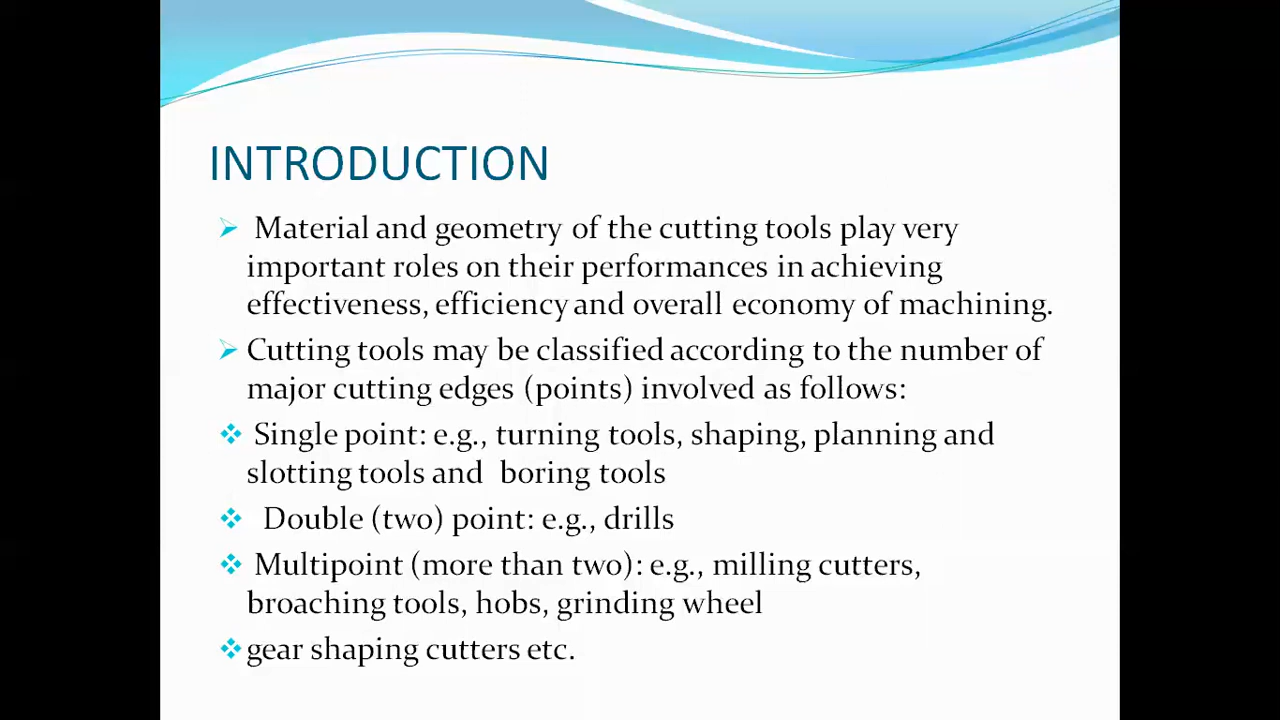 INTRODUCTION
Material and geometry of the cutting tools play very
important roles on their performances in achieving
effectiveness, efficiency and overall economy of machining.
Cutting tools may be classified according to the number of
major cutting edges (points) involved as follows:
Single point: e.g., turning tools, shaping, planning and
slotting tools and boring tools
Double (two) point: e.g., drills
Multipoint (more than two): e.g., milling cutters,
broaching tools, hobs, grinding wheel
gear shaping cutters etc.